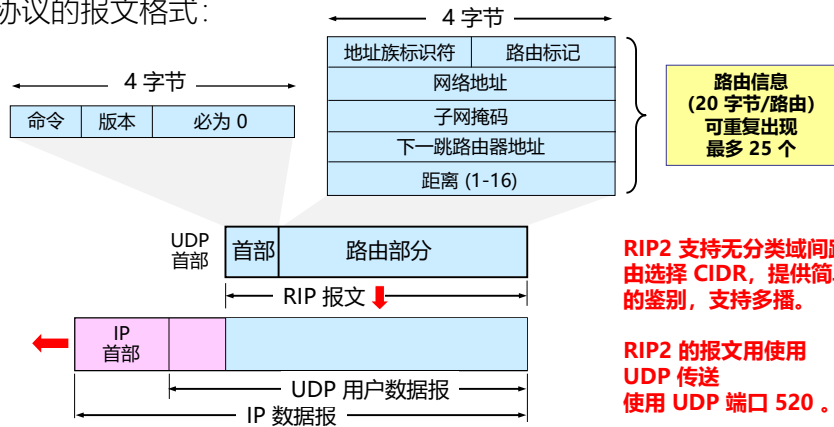 协议的报文格式：
4 字节
地址族标识符 路由标记
网络地址
子网掩码
下一跳路由器地址
距离 (1-16)
4 字节
命令 版本 必为 0
路由信息
(20 字节/路由)
可重复出现
最多 25 个
UDP
首部
首部 路由部分
RIP 报文
IP
首部
UDP 用户数据报
IP 数据报
RIP2 支持无分类域间
由选择 CIDR，提供简
的鉴别，支持多播。
RIP2 的报文用使用
UDP 传送
使用 UDP 端口 520 。